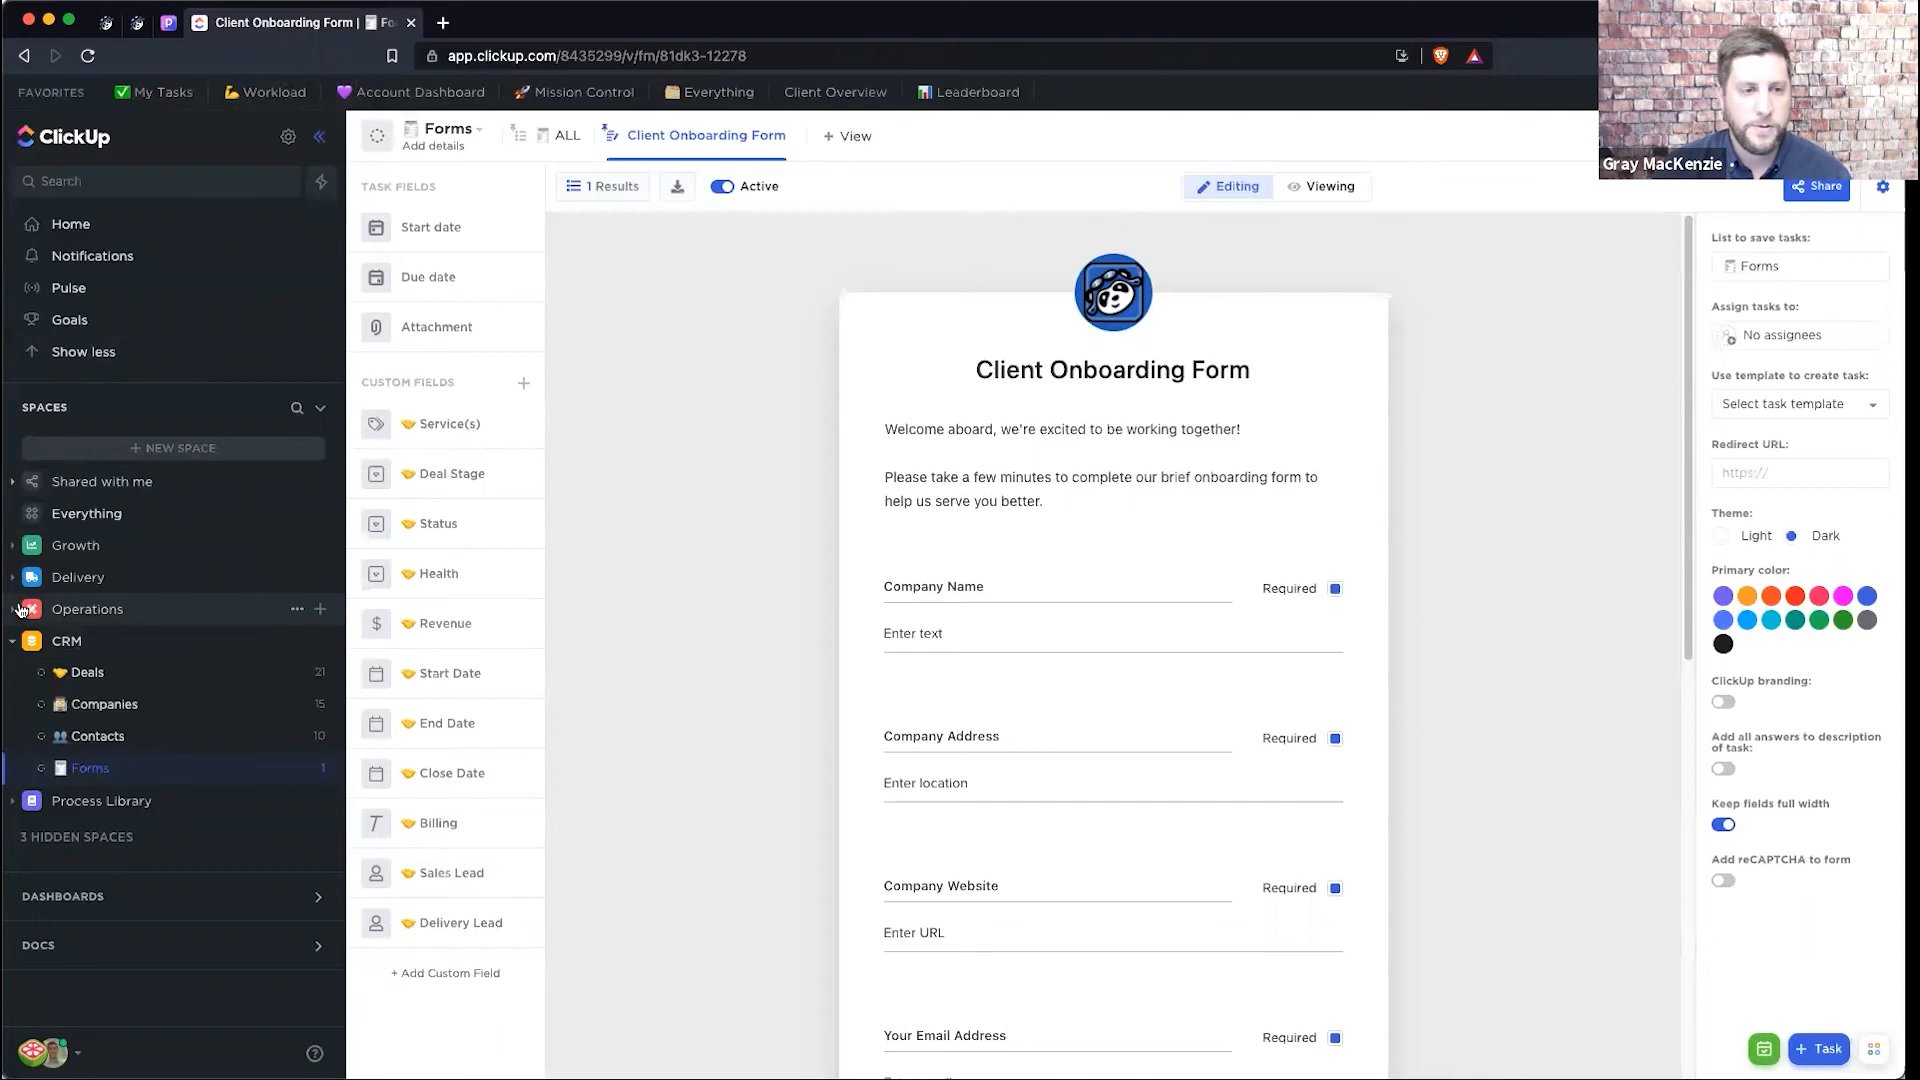 Client Onboarding Form | Fo
app.clickup.com/8435299/v/fm/81dk3-12278
FAVORITES
My Tasks
Workload
Account Dashboard
Mission Control
Everything
Client Overview
Leaderboard
Gray MacKenzie
ClickUp
Search
Home
Notifications
Pulse
Goals
Show less
SPACES
+ NEW SPACE
Shared with me
Everything
Growth
Delivery
Operations
CRM
Deals 21
Companies 15
Contacts 10
Forms 1
Process Library
3 HIDDEN SPACES
DASHBOARDS
DOCS
Forms
Add details
ALL
Client Onboarding Form
+ View
TASK FIELDS
Start date
Due date
Attachment
CUSTOM FIELDS
Service(s)
Deal Stage
Status
Health
Revenue
Start Date
End Date
Close Date
Billing
Sales Lead
Delivery Lead
+ Add Custom Field
1 Results
Active
Editing
Viewing
Share
Client Onboarding Form
Welcome aboard, we're excited to be working together!
Please take a few minutes to complete our brief onboarding form to
help us serve you better.
Company Name Required
Enter text
Company Address Required
Enter location
Company Website Required
Enter URL
Your Email Address Required
List to save tasks:
Forms
Assign tasks to:
No assignees
Use template to create task:
Select task template
Redirect URL:
https://
Theme:
Light Dark
Primary color:
ClickUp branding:
Add all answers to description
of task:
Keep fields full width
Add reCAPTCHA to form
+ Task